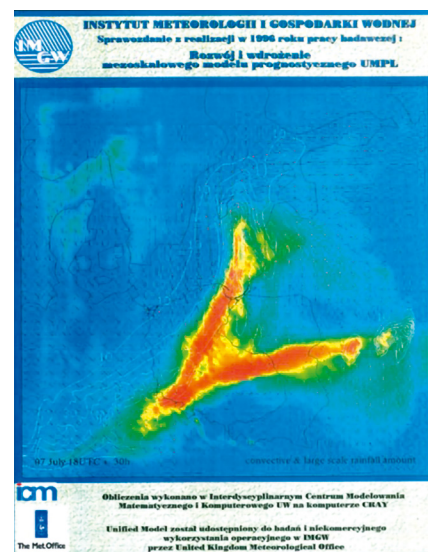 IMGW
INSTYTUT METEOROLOGII I GOSPODARKI WODNEJ
Sprawozdanie z realizacji w 1996 roku pracy badawczej :
Rozwój i wdrożenie
mezoskalowego modelu prognostycznego UMPL
07 July 18UTC + 30h
convective & large scale rainfall amount
icm
Obliczenia wykonano w Interdyscyplinarnym Centrum Modelowania
Matematycznego i Komputerowego UW na komputerze CRAY
The Met.Office
Unified Model został udostępniony do badań i niekomercyjnego
wykorzystania operacyjnego w IMGW
przez United Kingdom Meteorological Office